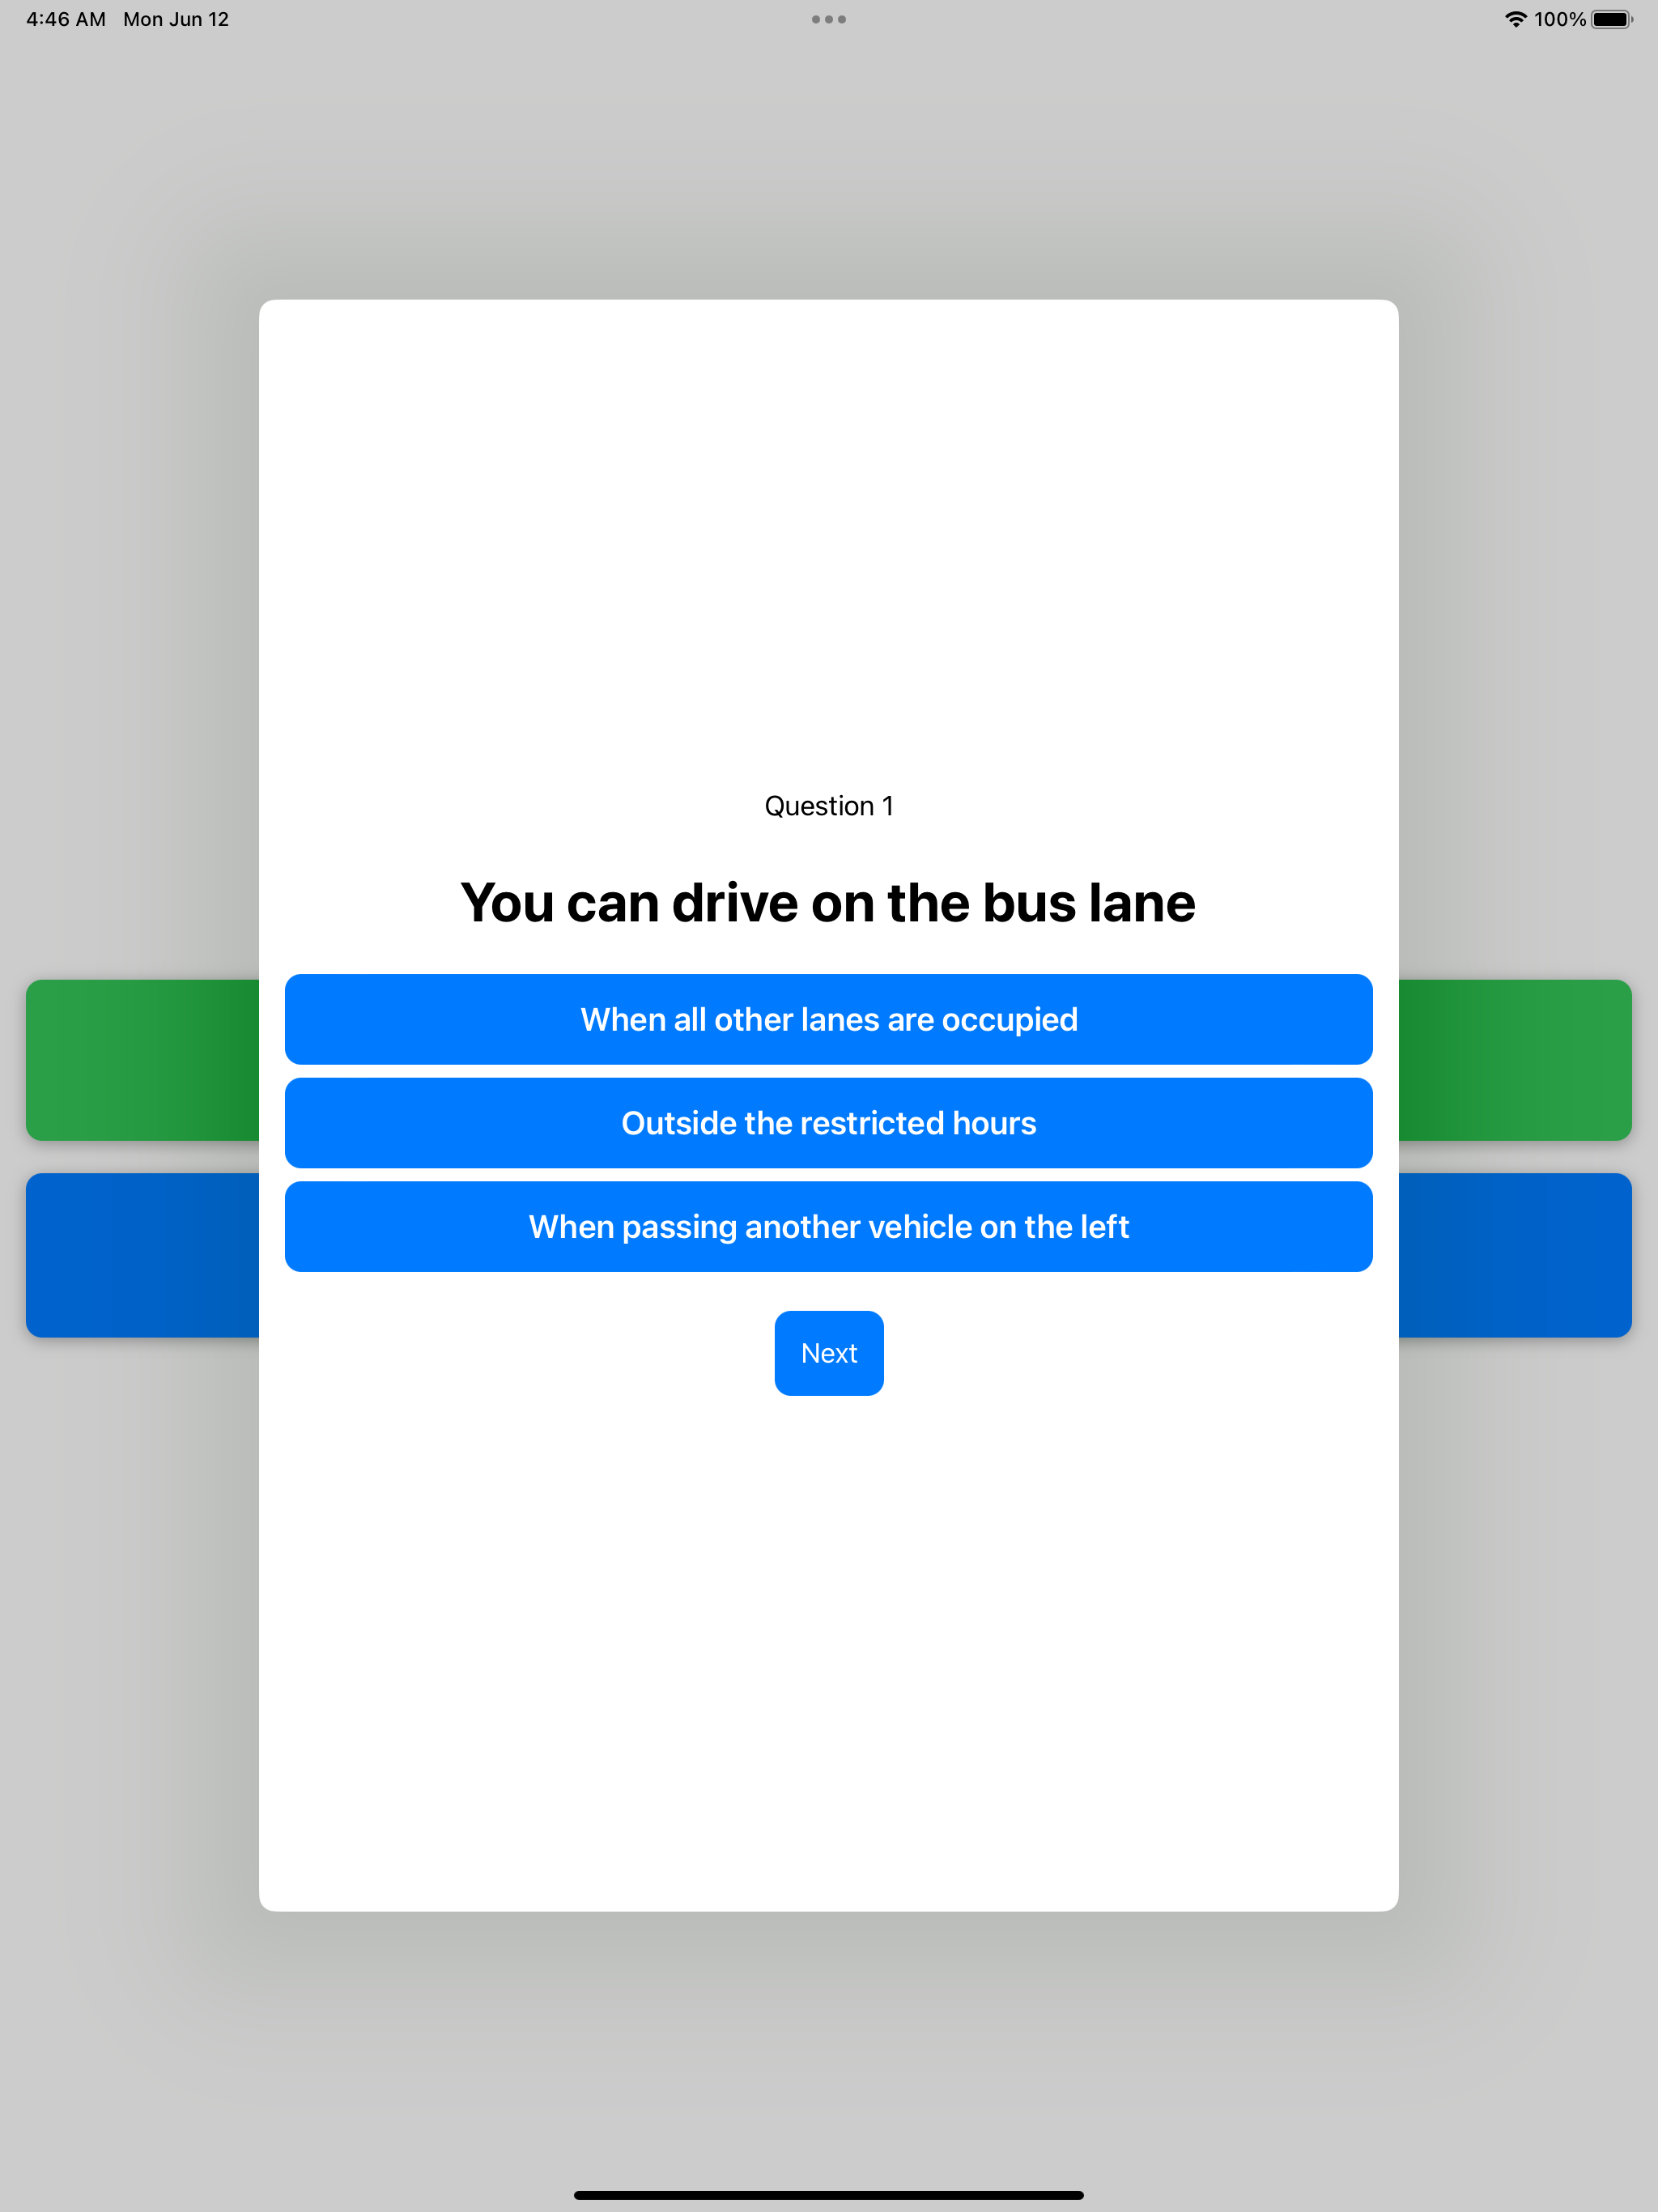 4:46 AM Mon Jun 12
100%
Question 1
You can drive on the bus lane
When all other lanes are occupied
Outside the restricted hours
When passing another vehicle on the left
Next